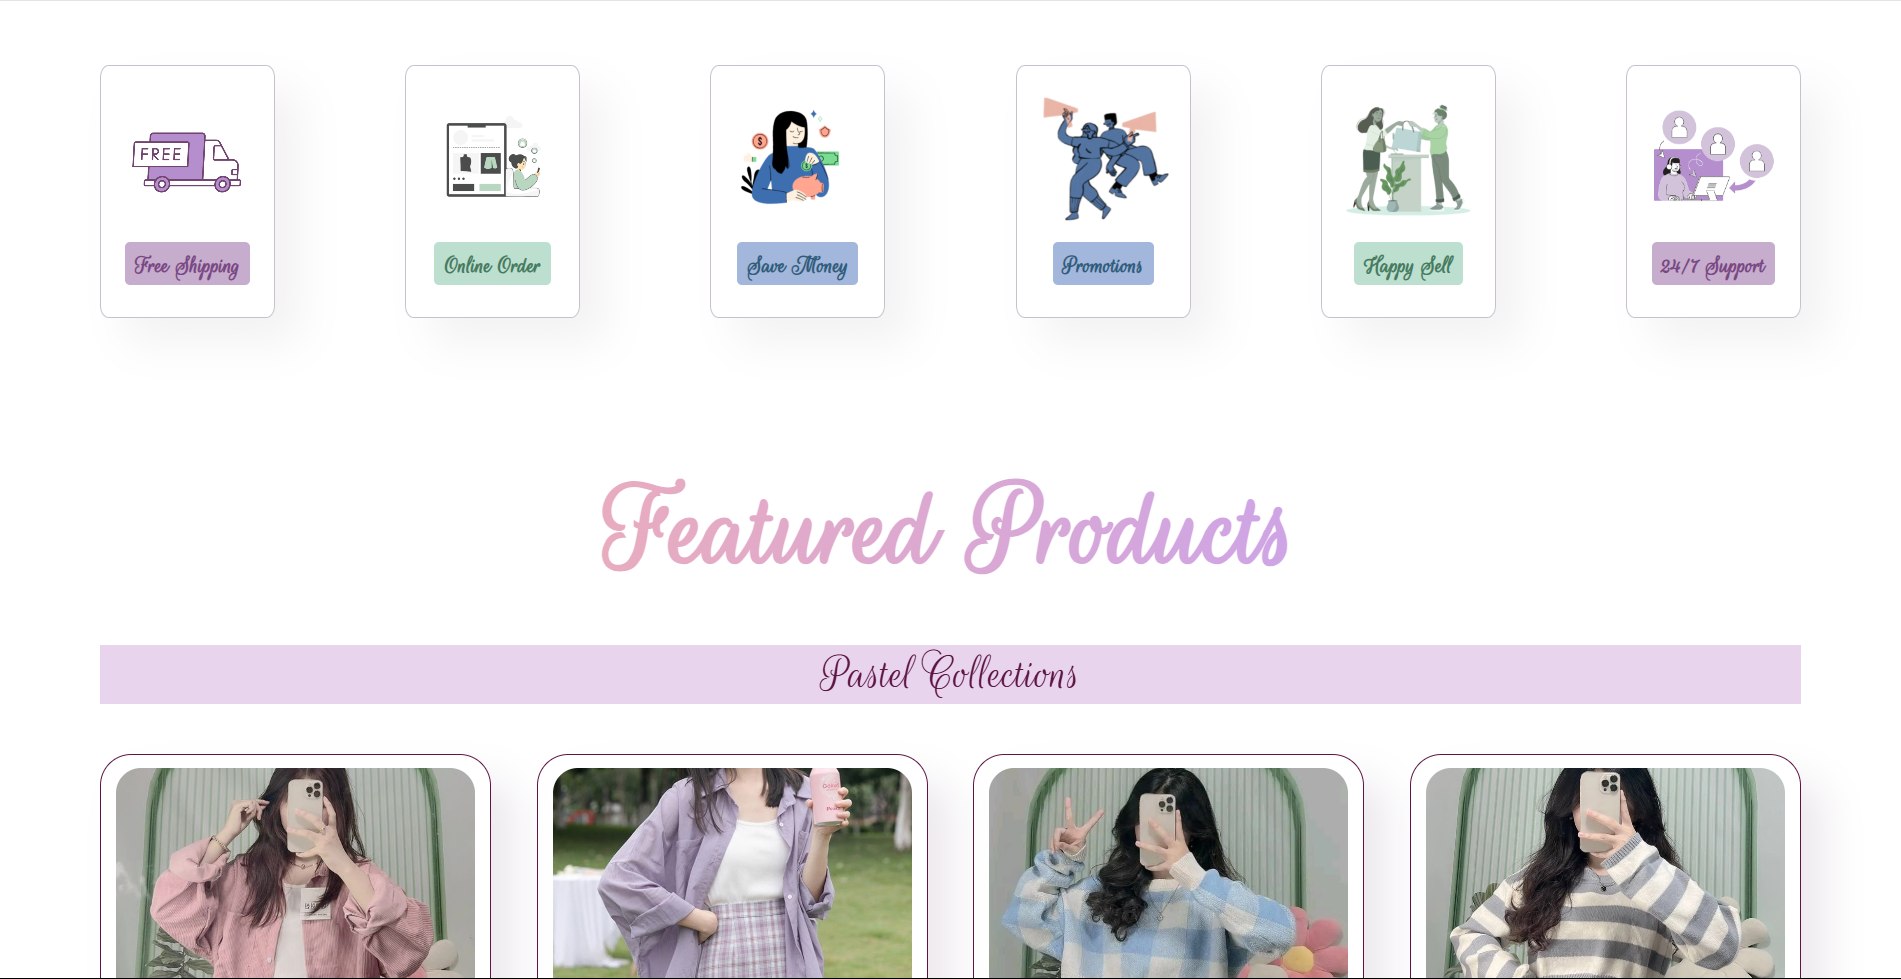 FREE
Free Shipping
Online Order
Save Money
Promotions
Happy Sell
24/7 Support
Featured Products
Pastel Collections